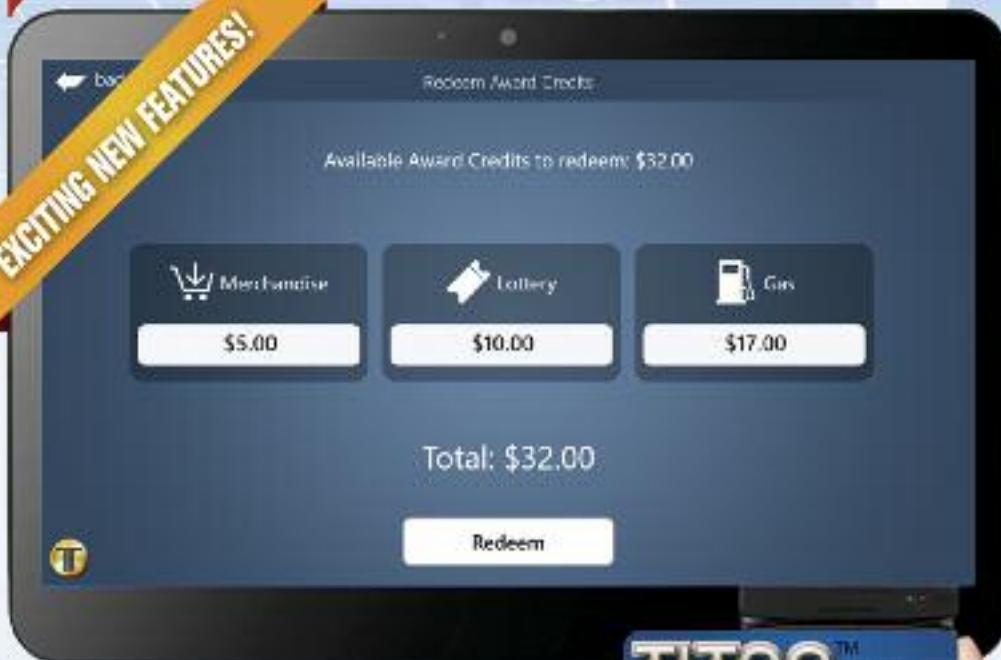 EXCITING NEW FEATURES!
Redeem Award Credits
Available Award Credits to redeem: $32.00
Merchandise
Lottery
Gas
$5.00
$10.00
$17.00
Total: $32.00
Redeem
T